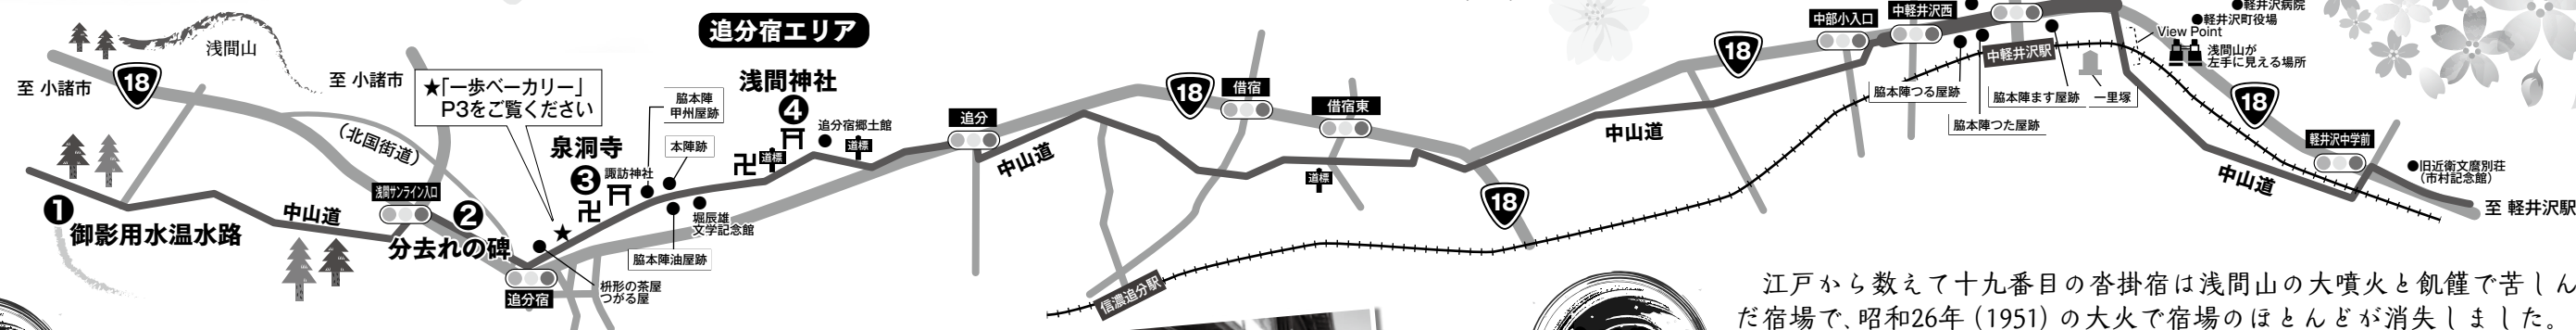 追分宿エリア
浅間山
至 小諸市
18
至 小諸市
★「一歩ベーカリー」
P3をご覧ください
(北国街道)
浅間サンライン入口
中山道
❶
御影用水温水路
❷
分去れの碑
追分宿
枡形の茶屋
つがる屋
泉洞寺
❸
諏訪神社
脇本陣
甲州屋跡
本陣跡
脇本陣油屋跡
堀辰雄
文学記念館
浅間神社
❹
道標
追分宿郷土館
道標
追分
中山道
18
借宿
借宿東
道標
18
信濃追分駅
中山道
18
中部小入口
中軽井沢西
中軽井沢駅
脇本陣つる屋跡
脇本陣つた屋跡
脇本陣ます屋跡
一里塚
●軽井沢病院
●軽井沢町役場
View Point
浅間山が
左手に見える場所
18
中山道
軽井沢中学前
●旧近衛文麿別荘
(市村記念館)
至 軽井沢駅
江戸から数えて十九番目の沓掛宿は浅間山の大噴火と飢饉で苦しん
だ宿場で、昭和26年(1951)の大火で宿場のほとんどが消失しました。